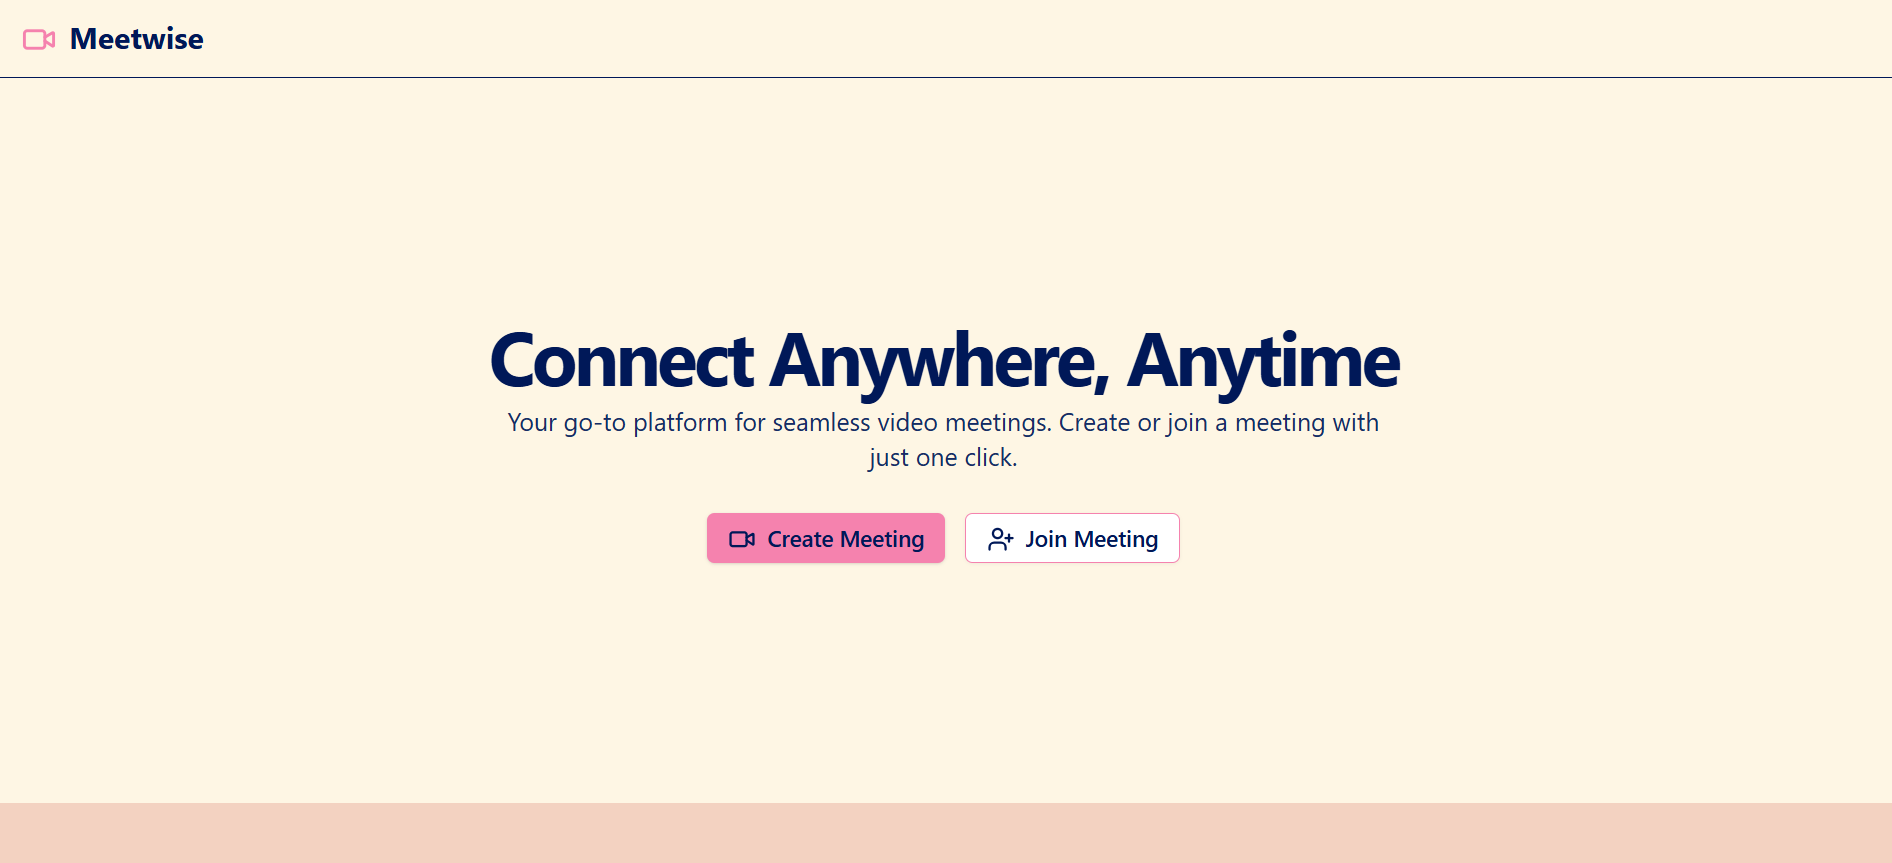 Meetwise
Connect Anywhere, Anytime
Your go-to platform for seamless video meetings. Create or join a meeting with
just one click.
Create Meeting
Join Meeting